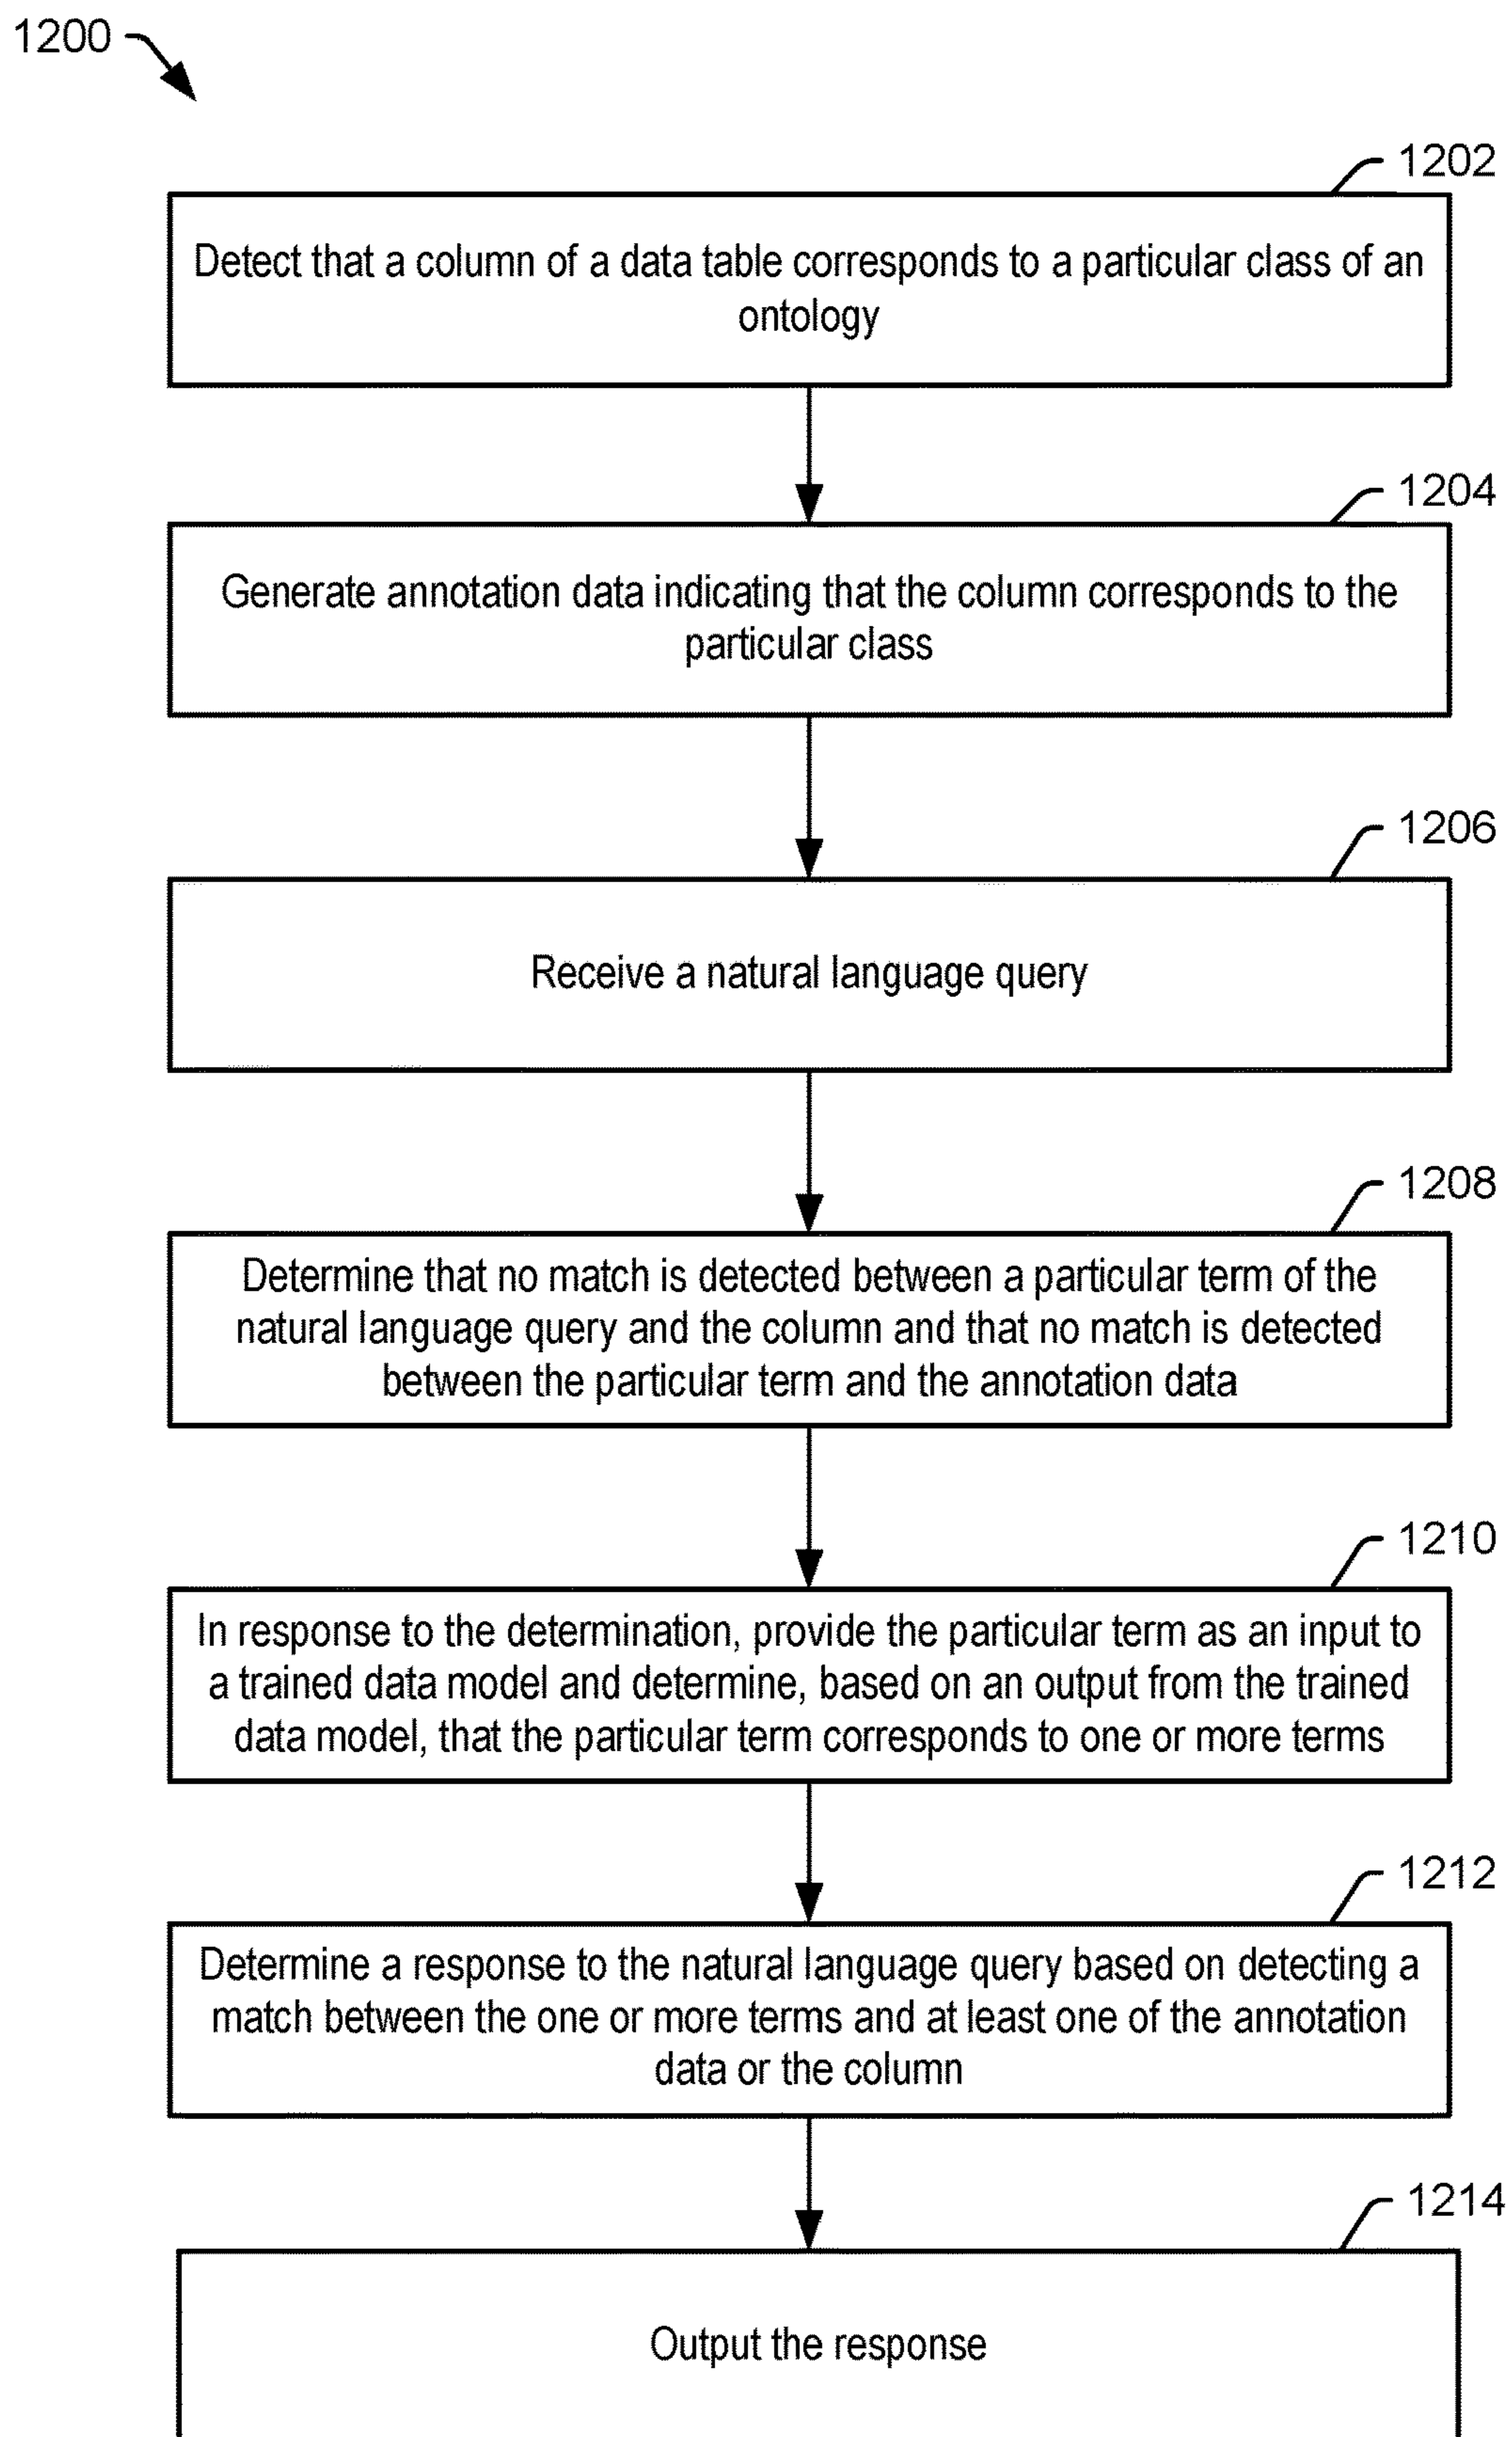 1200
1202
Detect that a column of a data table corresponds to a particular class of an
ontology
1204
Generate annotation data indicating that the column corresponds to the
particular class
1206
Receive a natural language query
1208
Determine that no match is detected between a particular term of the
natural language query and the column and that no match is detected
between the particular term and the annotation data
1210
In response to the determination, provide the particular term as an input to
a trained data model and determine, based on an output from the trained
data model, that the particular term corresponds to one or more terms
1212
Determine a response to the natural language query based on detecting a
match between the one or more terms and at least one of the annotation
data or the column
1214
Output the response